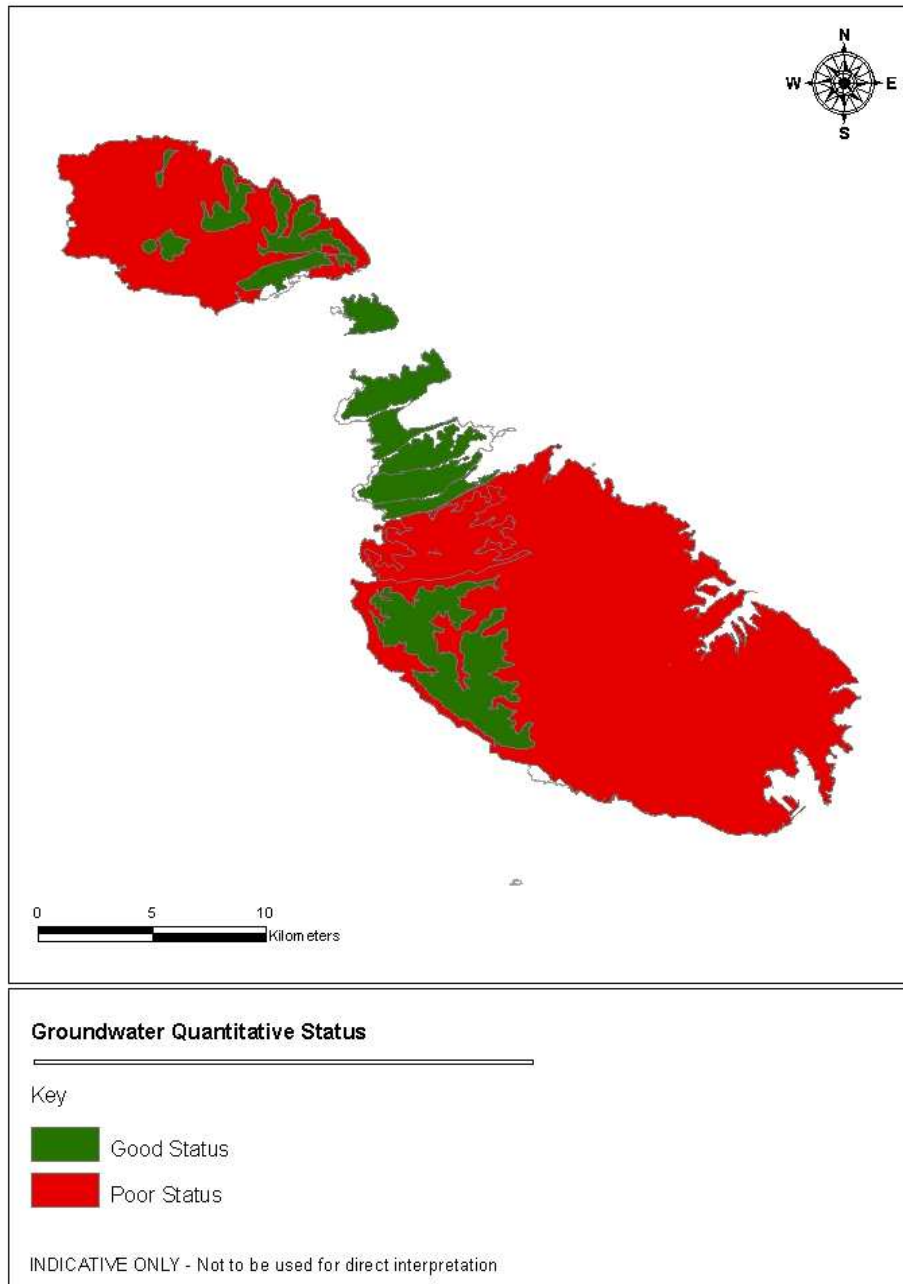 N
W E
S
0 5 10
Kilometers
Groundwater Quantitative Status
Key
Good Status
Poor Status
INDICATIVE ONLY - Not to be used for direct interpretation